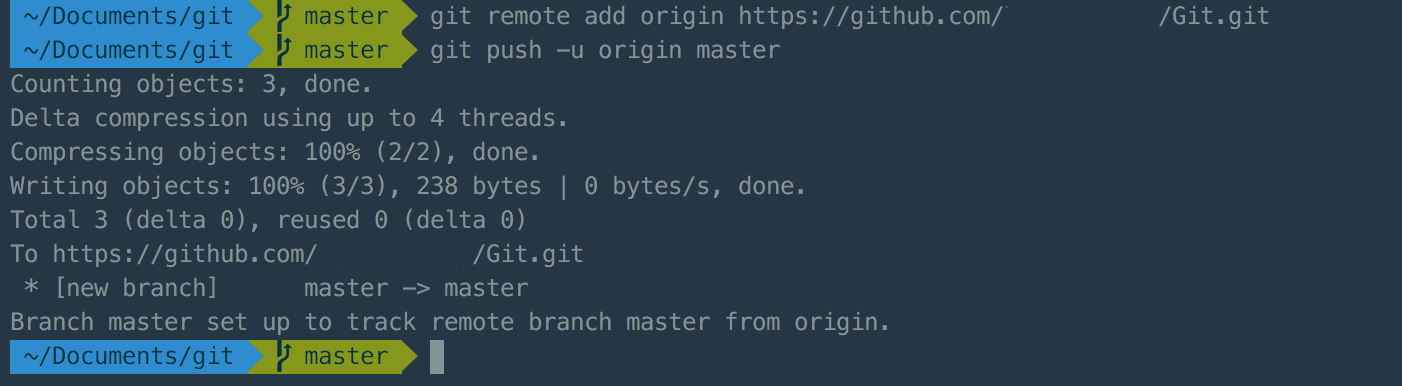 ~/Documents/git master git remote add origin https://github.com/ /Git.git
~/Documents/git master git push -u origin master
Counting objects: 3, done.
Delta compression using up to 4 threads.
Compressing objects: 100% (2/2), done.
Writing objects: 100% (3/3), 238 bytes | 0 bytes/s, done.
Total 3 (delta 0), reused 0 (delta 0)
To https://github.com/ /Git.git
* [new branch] master -> master
Branch master set up to track remote branch master from origin.
~/Documents/git master